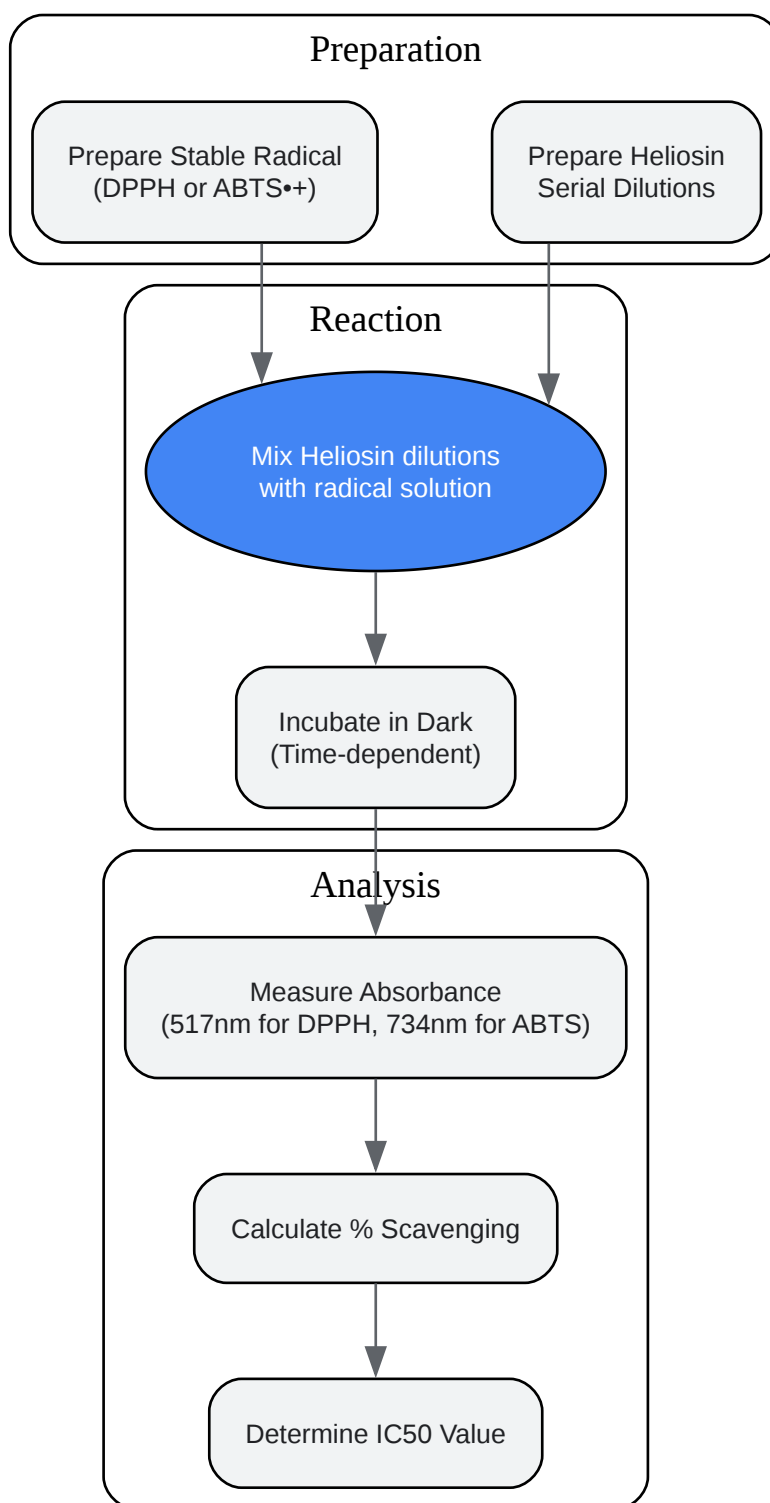 Preparation
Prepare Stable Radical
(DPPH or ABTS•+)
Prepare Heliosin
Serial Dilutions
Reaction
Mix Heliosin dilutions
with radical solution
Incubate in Dark
(Time-dependent)
Analysis
Measure Absorbance
(517nm for DPPH, 734nm for ABTS)
Calculate % Scavenging
Determine IC50 Value